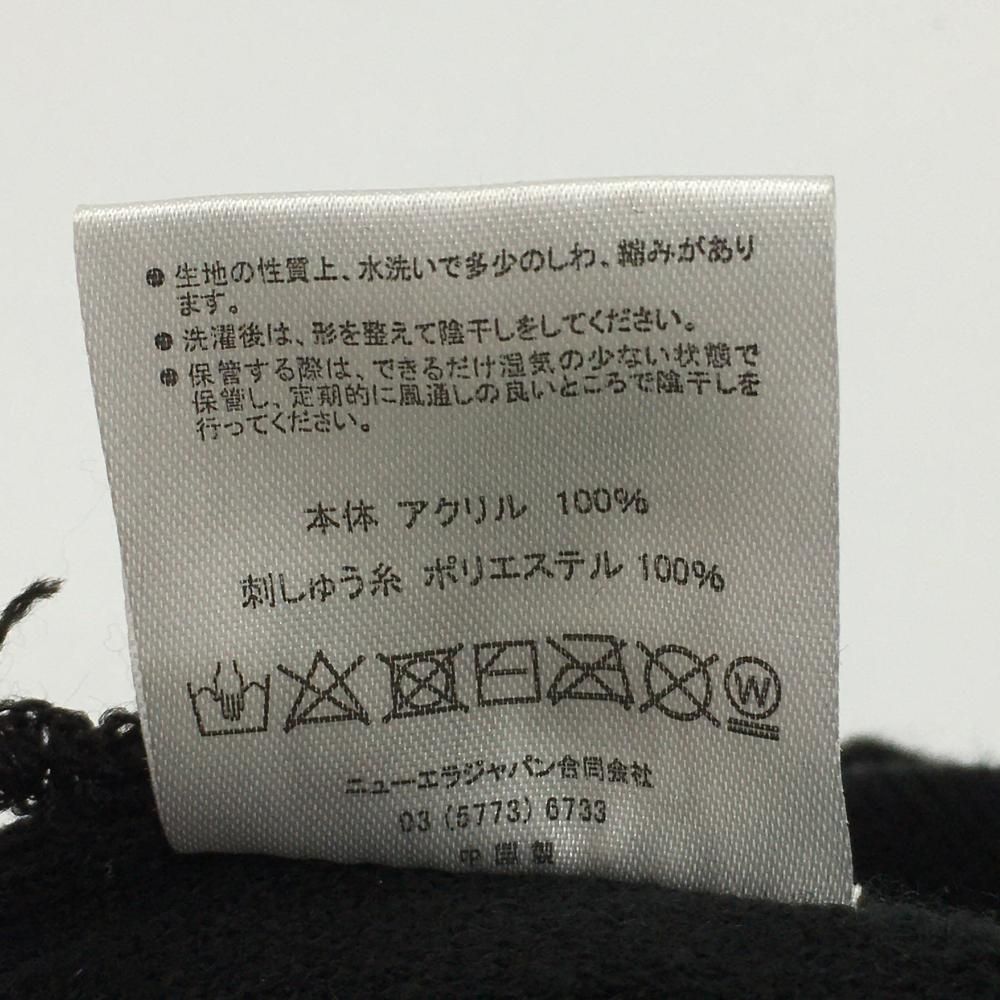 ● 生地の性質上、水洗いで多少のしわ、縮みがあり
ます。
● 洗濯後は、形を整えて陰干しをしてください。
● 保管する際は、できるだけ湿気の少ない状態で
保管し、定期的に風通しの良いところで陰干しを
行ってください。
本体 アクリル 100%
刺しゅう糸 ポリエステル 100%
W
ニューエラジャパン合同会社
03 (5773) 6733
中国製